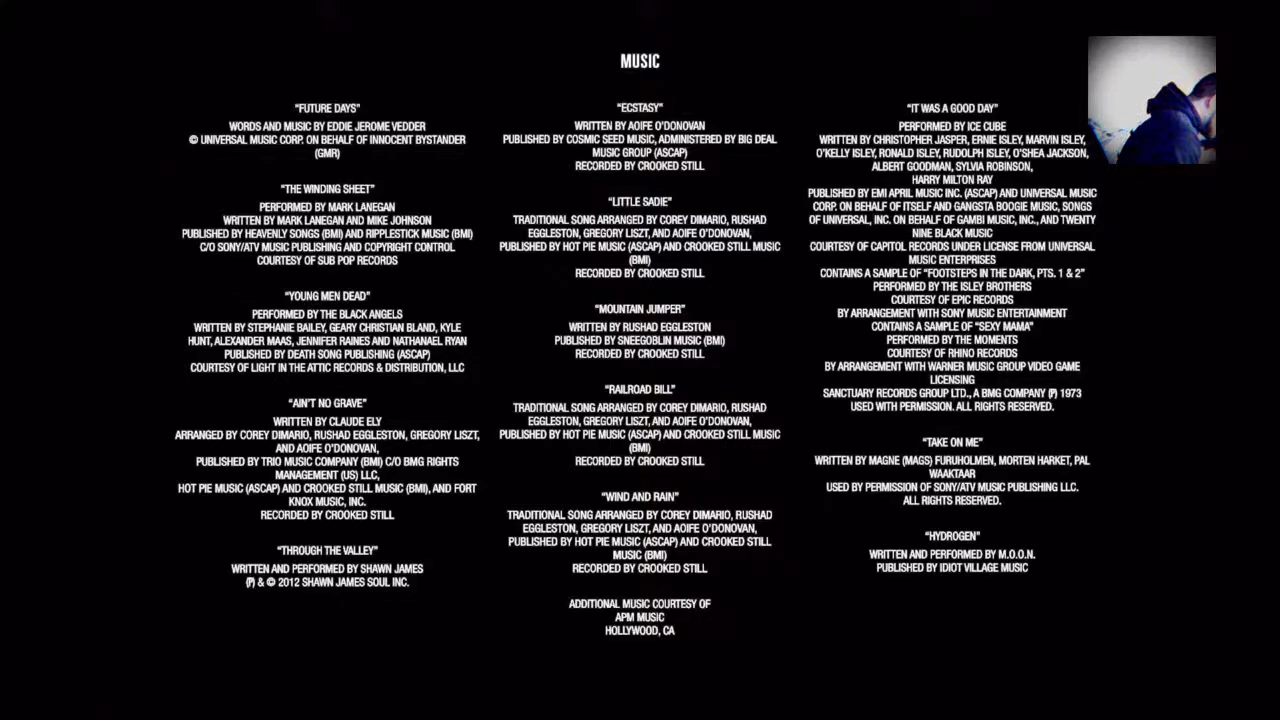 MUSIC
"FUTURE DAYS"
WORDS AND MUSIC BY EDDIE JEROME VEDDER
© UNIVERSAL MUSIC CORP. ON BEHALF OF INNOCENT BYSTANDER
(GMR)
"THE WINDING SHEET"
PERFORMED BY MARK LANEGAN
WRITTEN BY MARK LANEGAN AND MIKE JOHNSON
PUBLISHED BY HEAVENLY SONGS (BMI) AND RIPPLESTICK MUSIC (BMI)
C/O SONY/ATV MUSIC PUBLISHING AND COPYRIGHT CONTROL
COURTESY OF SUB POP RECORDS
"YOUNG MEN DEAD"
PERFORMED BY THE BLACK ANGELS
WRITTEN BY STEPHANIE BAILEY, GEARY CHRISTIAN BLAND, KYLE
HUNT, ALEXANDER MAAS, JENNIFER RAINES AND NATHANAEL RYAN
PUBLISHED BY DEATH SONG PUBLISHING (ASCAP)
COURTESY OF LIGHT IN THE ATTIC RECORDS & DISTRIBUTION, LLC
"AIN'T NO GRAVE"
WRITTEN BY CLAUDE ELY
ARRANGED BY COREY DIMARIO, RUSHAD EGGLESTON, GREGORY LISZT,
AND AOIFE O'DONOVAN,
PUBLISHED BY TRIO MUSIC COMPANY (BMI) C/O BMG RIGHTS
MANAGEMENT (US) LLC,
HOT PIE MUSIC (ASCAP) AND CROOKED STILL MUSIC (BMI), AND FORT
KNOX MUSIC, INC.
RECORDED BY CROOKED STILL
"THROUGH THE VALLEY"
WRITTEN AND PERFORMED BY SHAWN JAMES
(P) & © 2012 SHAWN JAMES SOUL INC.
"ECSTASY"
WRITTEN BY AOIFE O'DONOVAN
PUBLISHED BY COSMIC SEED MUSIC, ADMINISTERED BY BIG DEAL
MUSIC GROUP (ASCAP)
RECORDED BY CROOKED STILL
"LITTLE SADIE"
TRADITIONAL SONG ARRANGED BY COREY DIMARIO, RUSHAD
EGGLESTON, GREGORY LISZT, AND AOIFE O'DONOVAN,
PUBLISHED BY HOT PIE MUSIC (ASCAP) AND CROOKED STILL MUSIC
(BMI)
RECORDED BY CROOKED STILL
"MOUNTAIN JUMPER"
WRITTEN BY RUSHAD EGGLESTON
PUBLISHED BY SNEEGOBLIN MUSIC (BMI)
RECORDED BY CROOKED STILL
"RAILROAD BILL"
TRADITIONAL SONG ARRANGED BY COREY DIMARIO, RUSHAD
EGGLESTON, GREGORY LISZT, AND AOIFE O'DONOVAN,
PUBLISHED BY HOT PIE MUSIC (ASCAP) AND CROOKED STILL MUSIC
(BMI)
RECORDED BY CROOKED STILL
"WIND AND RAIN"
TRADITIONAL SONG ARRANGED BY COREY DIMARIO, RUSHAD
EGGLESTON, GREGORY LISZT, AND AOIFE O'DONOVAN,
PUBLISHED BY HOT PIE MUSIC (ASCAP) AND CROOKED STILL
MUSIC (BMI)
RECORDED BY CROOKED STILL
ADDITIONAL MUSIC COURTESY OF
APM MUSIC
HOLLYWOOD, CA
"IT WAS A GOOD DAY"
PERFORMED BY ICE CUBE
WRITTEN BY CHRISTOPHER JASPER, ERNIE ISLEY, MARVIN ISLEY,
O'KELLY ISLEY, RONALD ISLEY, RUDOLPH ISLEY, O'SHEA JACKSON,
ALBERT GOODMAN, SYLVIA ROBINSON,
HARRY MILTON RAY
PUBLISHED BY EMI APRIL MUSIC INC. (ASCAP) AND UNIVERSAL MUSIC
CORP. ON BEHALF OF ITSELF AND GANGSTA BOOGIE MUSIC, SONGS
OF UNIVERSAL, INC. ON BEHALF OF GAMBI MUSIC, INC., AND TWENTY
NINE BLACK MUSIC
COURTESY OF CAPITOL RECORDS UNDER LICENSE FROM UNIVERSAL
MUSIC ENTERPRISES
CONTAINS A SAMPLE OF "FOOTSTEPS IN THE DARK, PTS. 1 & 2"
PERFORMED BY THE ISLEY BROTHERS
COURTESY OF EPIC RECORDS
BY ARRANGEMENT WITH SONY MUSIC ENTERTAINMENT
CONTAINS A SAMPLE OF "SEXY MAMA"
PERFORMED BY THE MOMENTS
COURTESY OF RHINO RECORDS
BY ARRANGEMENT WITH WARNER MUSIC GROUP VIDEO GAME
LICENSING
SANCTUARY RECORDS GROUP LTD., A BMG COMPANY (P) 1973
USED WITH PERMISSION. ALL RIGHTS RESERVED.
"TAKE ON ME"
WRITTEN BY MAGNE (MAGS) FURUHOLMEN, MORTEN HARKET, PAL
WAAKTAAR
USED BY PERMISSION OF SONY/ATV MUSIC PUBLISHING LLC.
ALL RIGHTS RESERVED.
"HYDROGEN"
WRITTEN AND PERFORMED BY M.O.O.N.
PUBLISHED BY IDIOT VILLAGE MUSIC